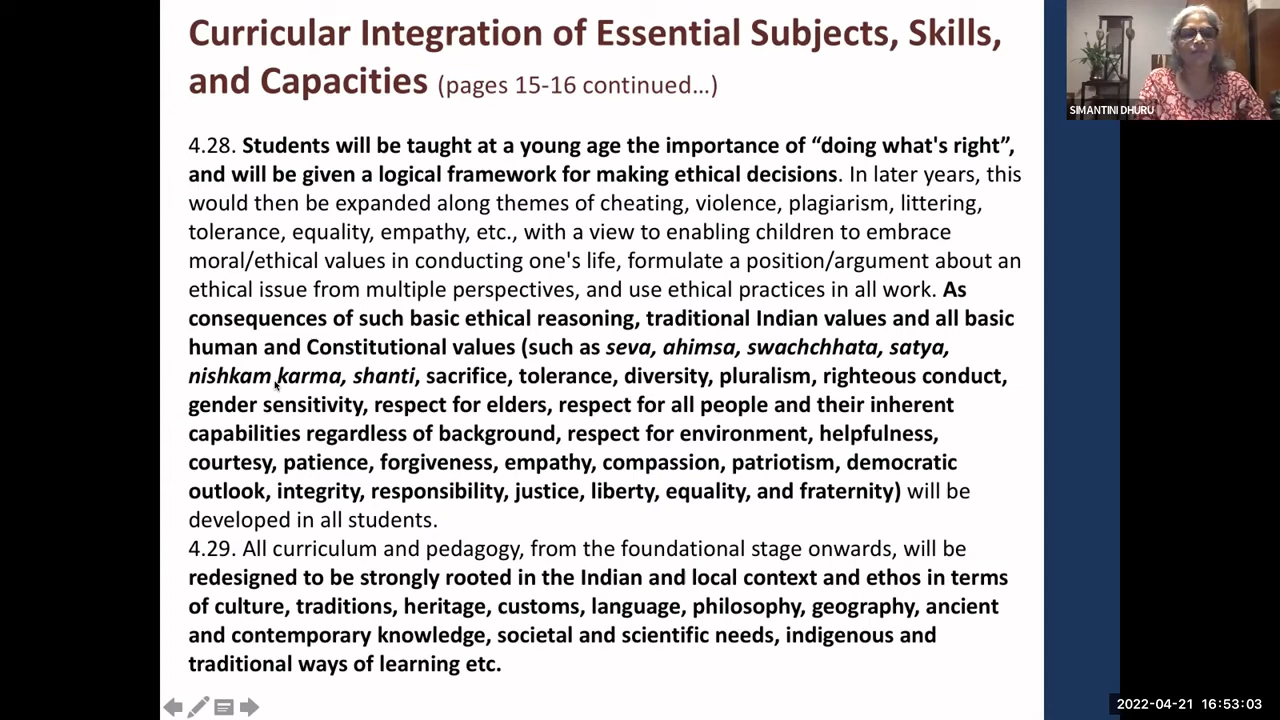 Curricular Integration of Essential Subjects, Skills,
and Capacities (pages 15-16 continued...)
SIMANTINI DHURU
4.28. Students will be taught at a young age the importance of “doing what's right”,
and will be given a logical framework for making ethical decisions. In later years, this
would then be expanded along themes of cheating, violence, plagiarism, littering,
tolerance, equality, empathy, etc., with a view to enabling children to embrace
moral/ethical values in conducting one's life, formulate a position/argument about an
ethical issue from multiple perspectives, and use ethical practices in all work. As
consequences of such basic ethical reasoning, traditional Indian values and all basic
human and Constitutional values (such as seva, ahimsa, swachchhata, satya,
nishkam karma, shanti, sacrifice, tolerance, diversity, pluralism, righteous conduct,
gender sensitivity, respect for elders, respect for all people and their inherent
capabilities regardless of background, respect for environment, helpfulness,
courtesy, patience, forgiveness, empathy, compassion, patriotism, democratic
outlook, integrity, responsibility, justice, liberty, equality, and fraternity) will be
developed in all students.
4.29. All curriculum and pedagogy, from the foundational stage onwards, will be
redesigned to be strongly rooted in the Indian and local context and ethos in terms
of culture, traditions, heritage, customs, language, philosophy, geography, ancient
and contemporary knowledge, societal and scientific needs, indigenous and
traditional ways of learning etc.
2022-04-21 16:53:03